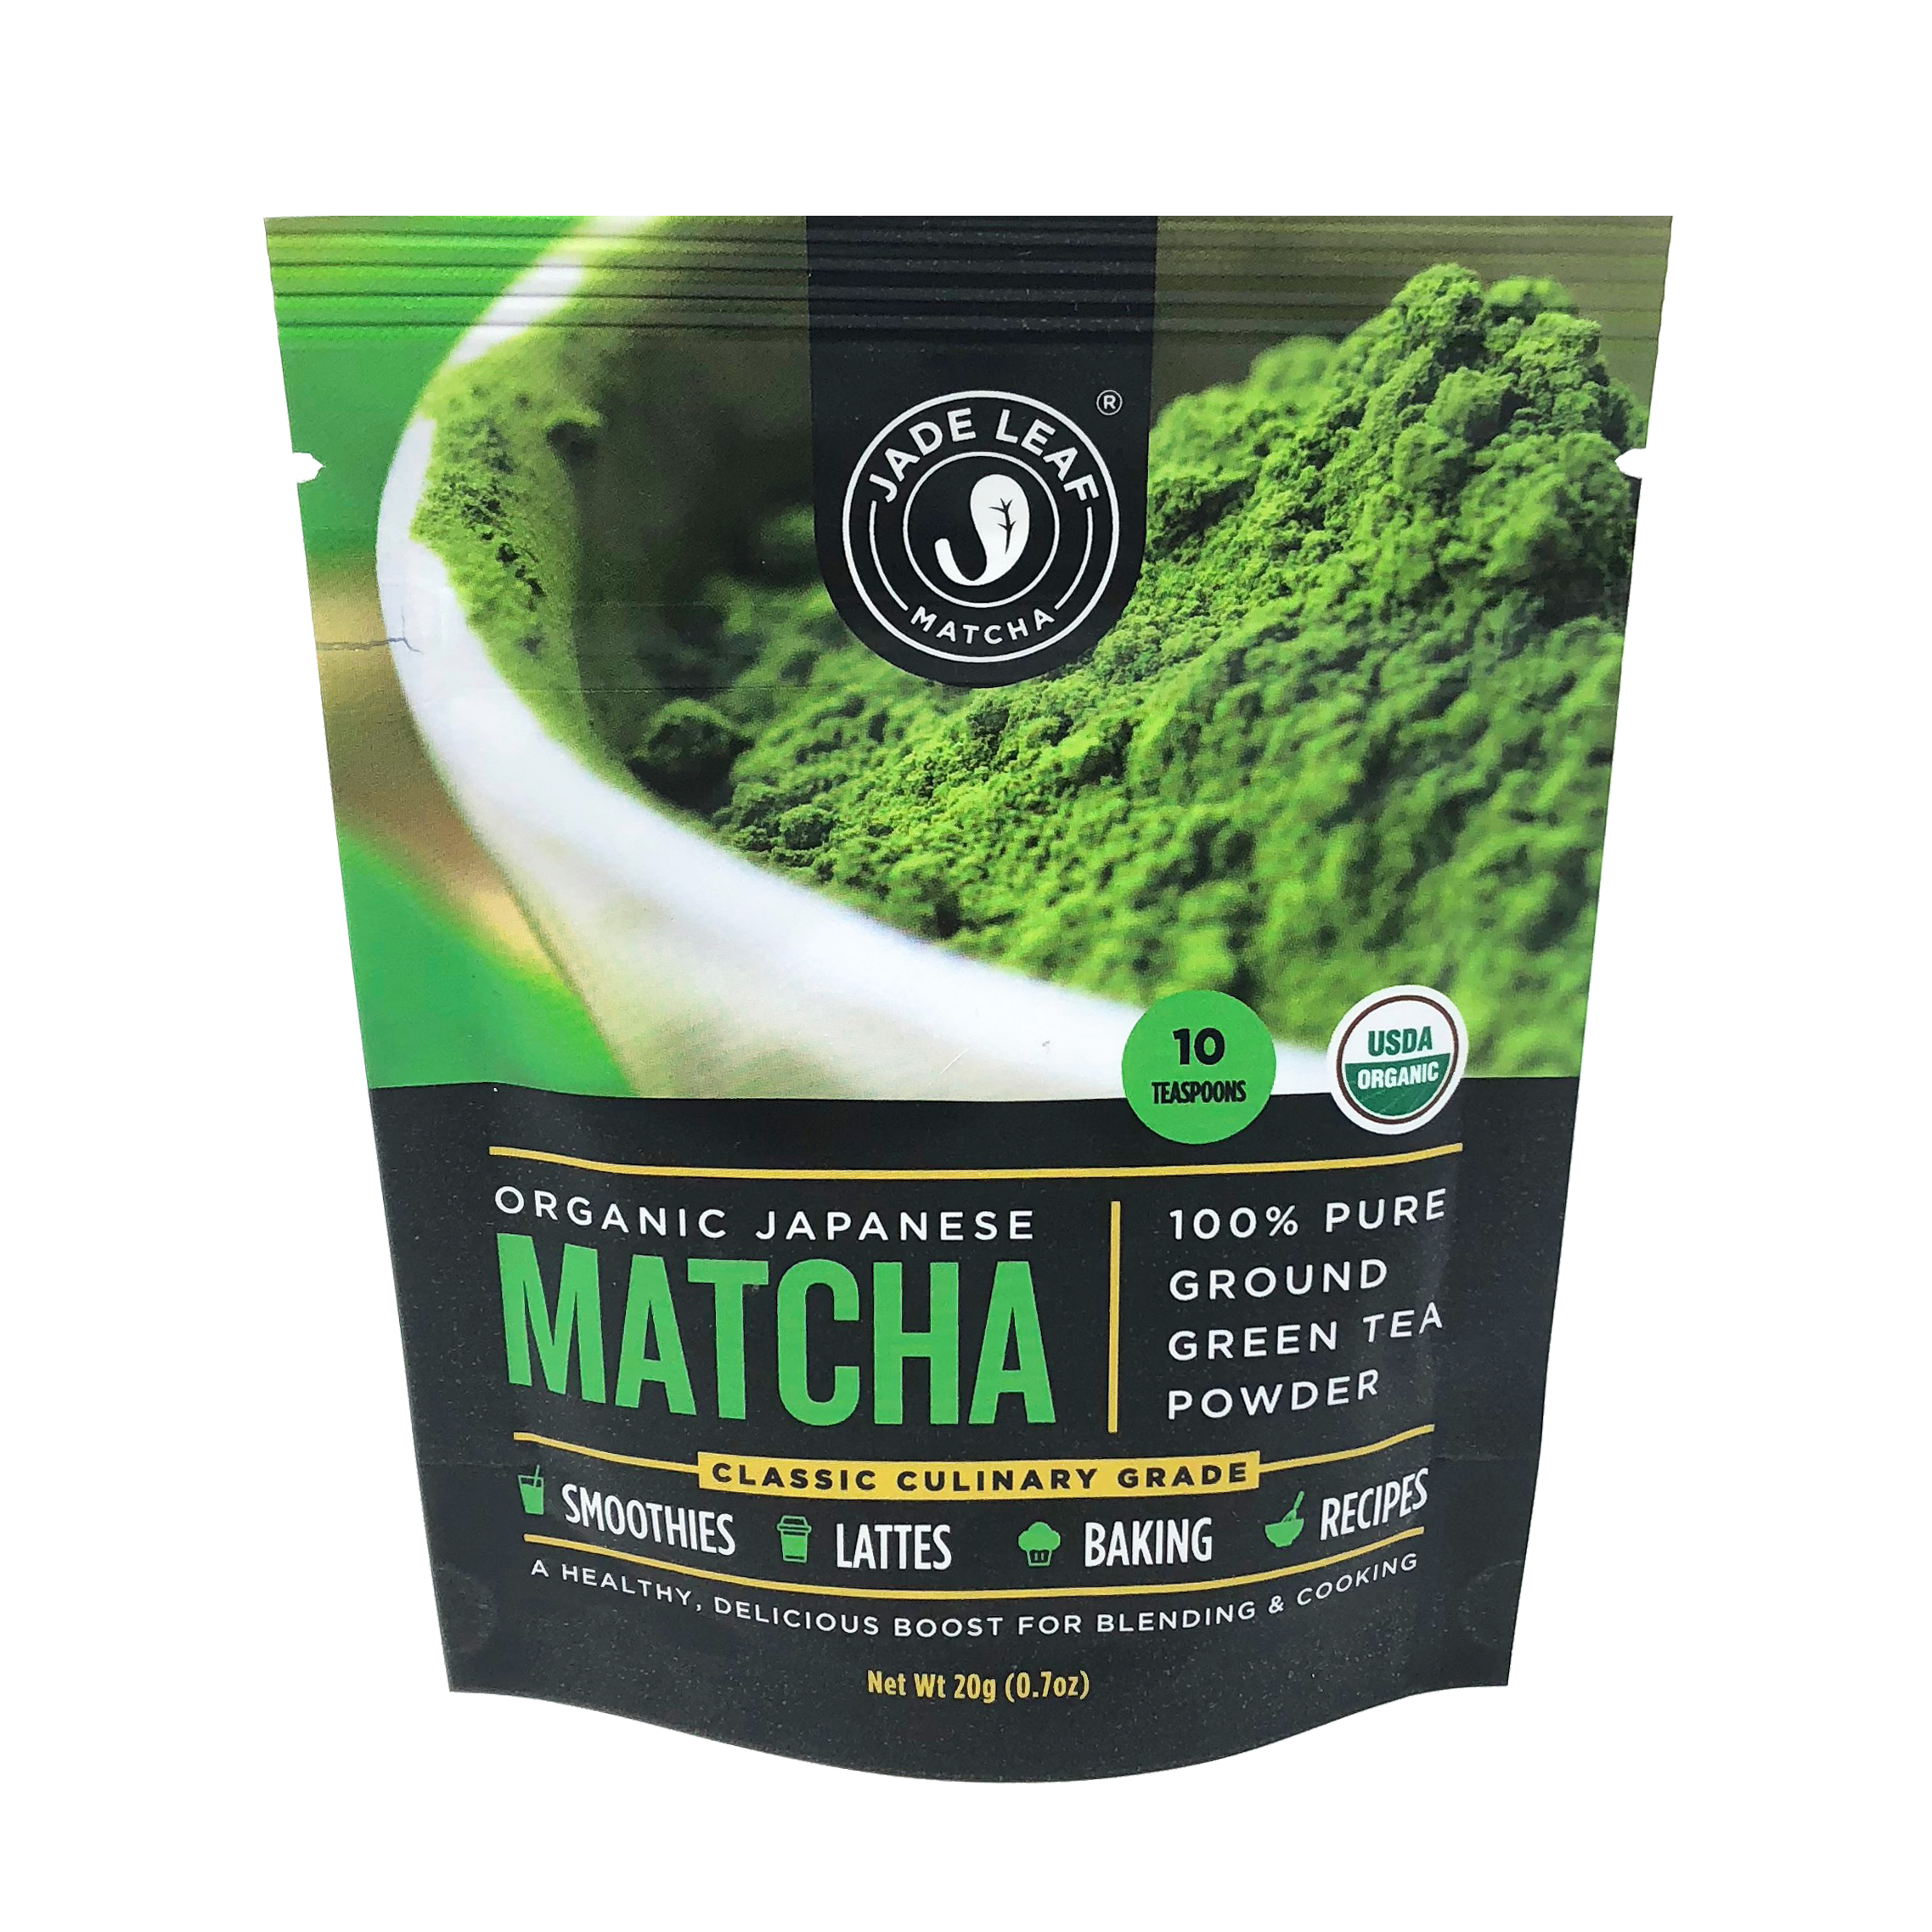 JADE LEAF
®
MATCHA
10
TEASPOONS
USDA
ORGANIC
ORGANIC JAPANESE
MATCHA
100% PURE
GROUND
GREEN TEA
POWDER
CLASSIC CULINARY GRADE
SMOOTHIES LATTES BAKING RECIPES
A HEALTHY, DELICIOUS BOOST FOR BLENDING & COOKING
Net Wt 20g (0.7oz)